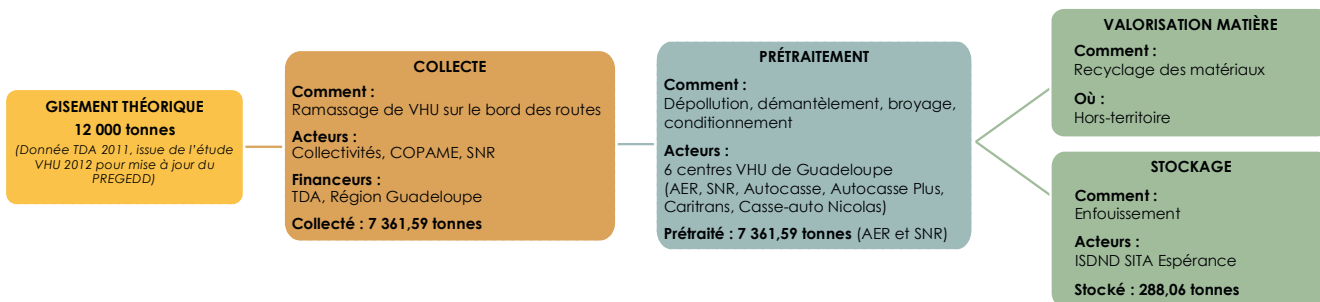 GISEMENT THÉORIQUE
12 000 tonnes
(Donnée TDA 2011, issue de l'étude
VHU 2012 pour mise à jour du
PREGEDD)
COLLECTE
Comment :
Ramassage de VHU sur le bord des routes
Acteurs :
Collectivités, COPAME, SNR
Financeurs :
TDA, Région Guadeloupe
Collecté : 7 361,59 tonnes
PRÉTRAITEMENT
Comment :
Dépollution, démantèlement, broyage,
conditionnement
Acteurs :
6 centres VHU de Guadeloupe
(AER, SNR, Autocasse, Autocasse Plus,
Caritrans, Casse-auto Nicolas)
Prétraité : 7 361,59 tonnes (AER et SNR)
VALORISATION MATIÈRE
Comment :
Recyclage des matériaux
Où :
Hors-territoire
STOCKAGE
Comment :
Enfouissement
Acteurs :
ISDND SITA Espérance
Stocké : 288,06 tonnes